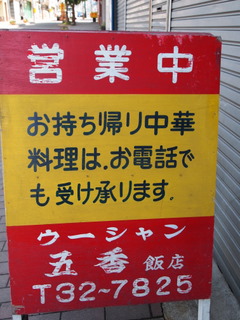 営業中
お持ち帰り中華
料理は、お電話で
も受け承ります.
ウーシャン
五香 飯店
T32~7825